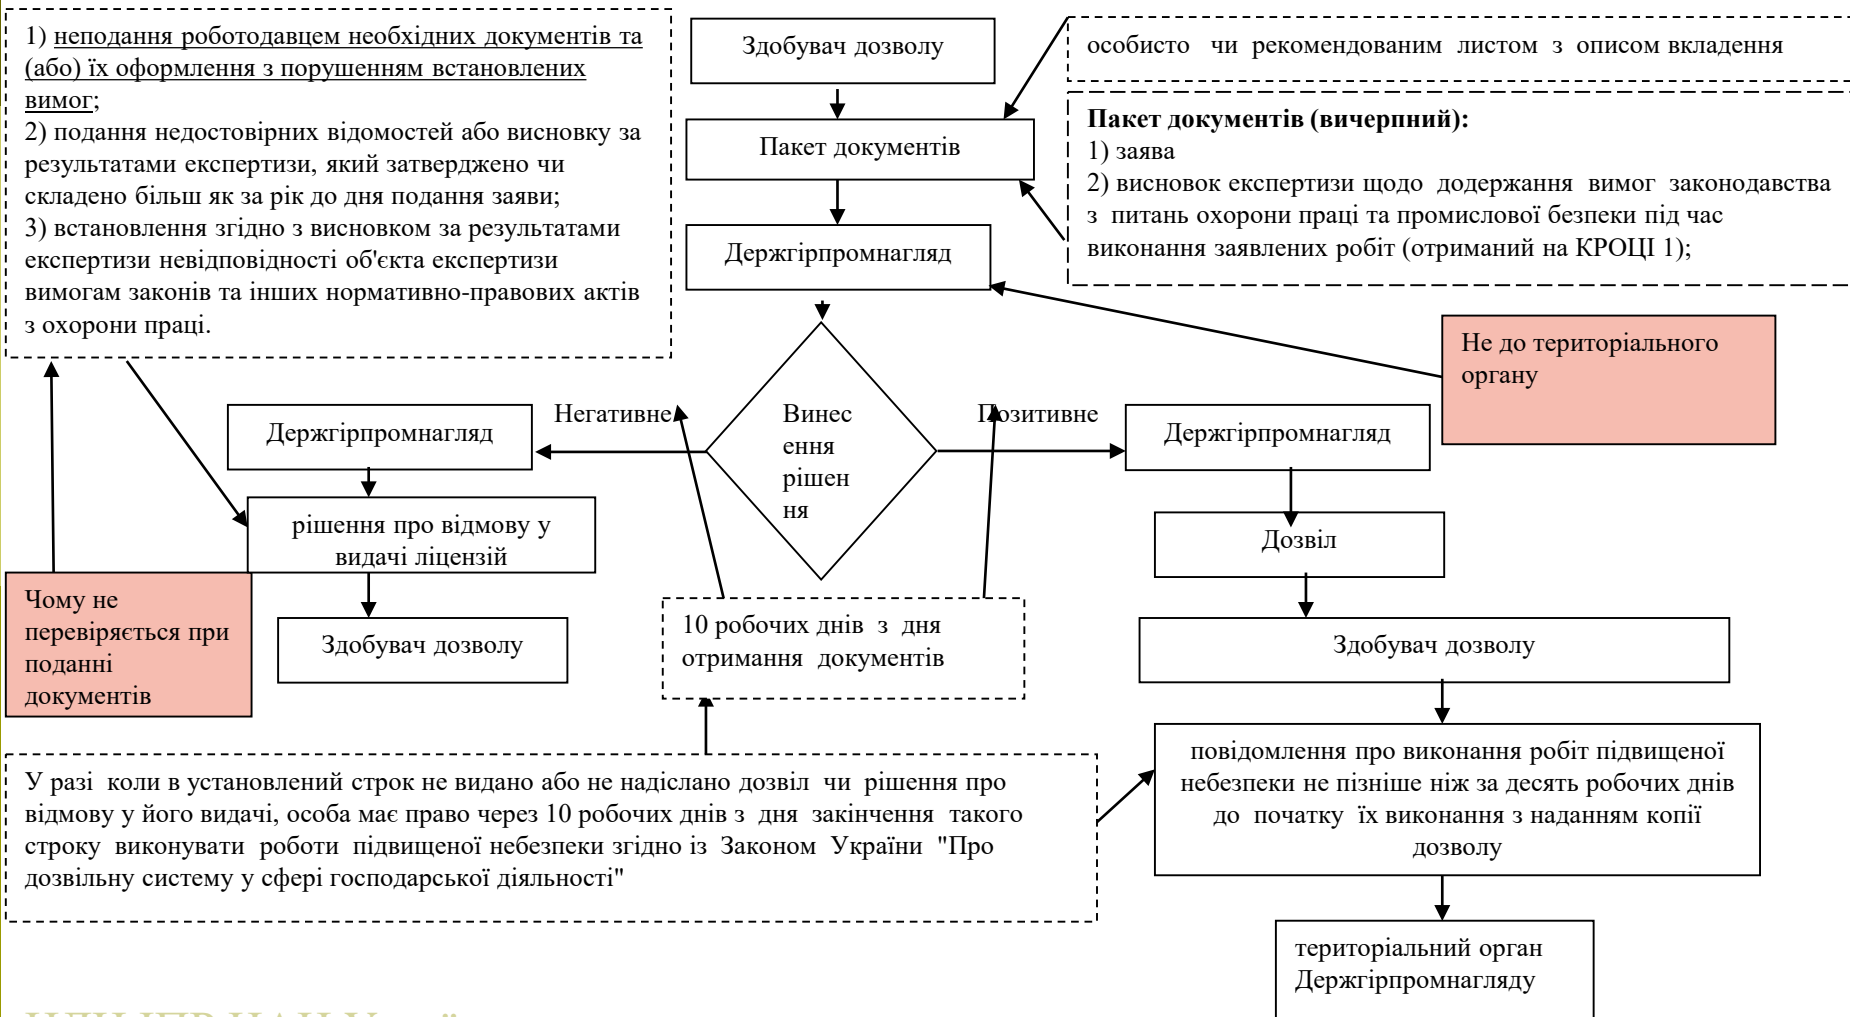 1) неподання роботодавцем необхідних документів та
(або) їх оформлення з порушенням встановлених
вимог;
2) подання недостовірних відомостей або висновку за
результатами експертизи, який затверджено чи
складено більш як за рік до дня подання заяви;
3) встановлення згідно з висновком за результатами
експертизи невідповідності об'єкта експертизи
вимогам законів та інших нормативно-правових актів
з охорони праці.
Здобувач дозволу
особисто чи рекомендованим листом з описом вкладення
Пакет документів
Пакет документів (вичерпний):
1) заява
2) висновок експертизи щодо додержання вимог законодавства
з питань охорони праці та промислової безпеки під час
виконання заявлених робіт (отриманий на КРОЦІ 1);
Держгірпромнагляд
Не до територіального
органу
Негативне
Винес
ення
рішен
ня
Позитивне
Держгірпромнагляд
Держгірпромнагляд
рішення про відмову у
видачі ліцензій
Дозвіл
Чому не
перевіряється при
поданні
документів
Здобувач дозволу
10 робочих днів з дня
отримання документів
Здобувач дозволу
У разі коли в установлений строк не видано або не надіслано дозвіл чи рішення про
відмову у його видачі, особа має право через 10 робочих днів з дня закінчення такого
строку виконувати роботи підвищеної небезпеки згідно із Законом України "Про
дозвільну систему у сфері господарської діяльності"
повідомлення про виконання робіт підвищеної
небезпеки не пізніше ніж за десять робочих днів
до початку їх виконання з наданням копії
дозволу
територіальний орган
Держгірпромнагляду